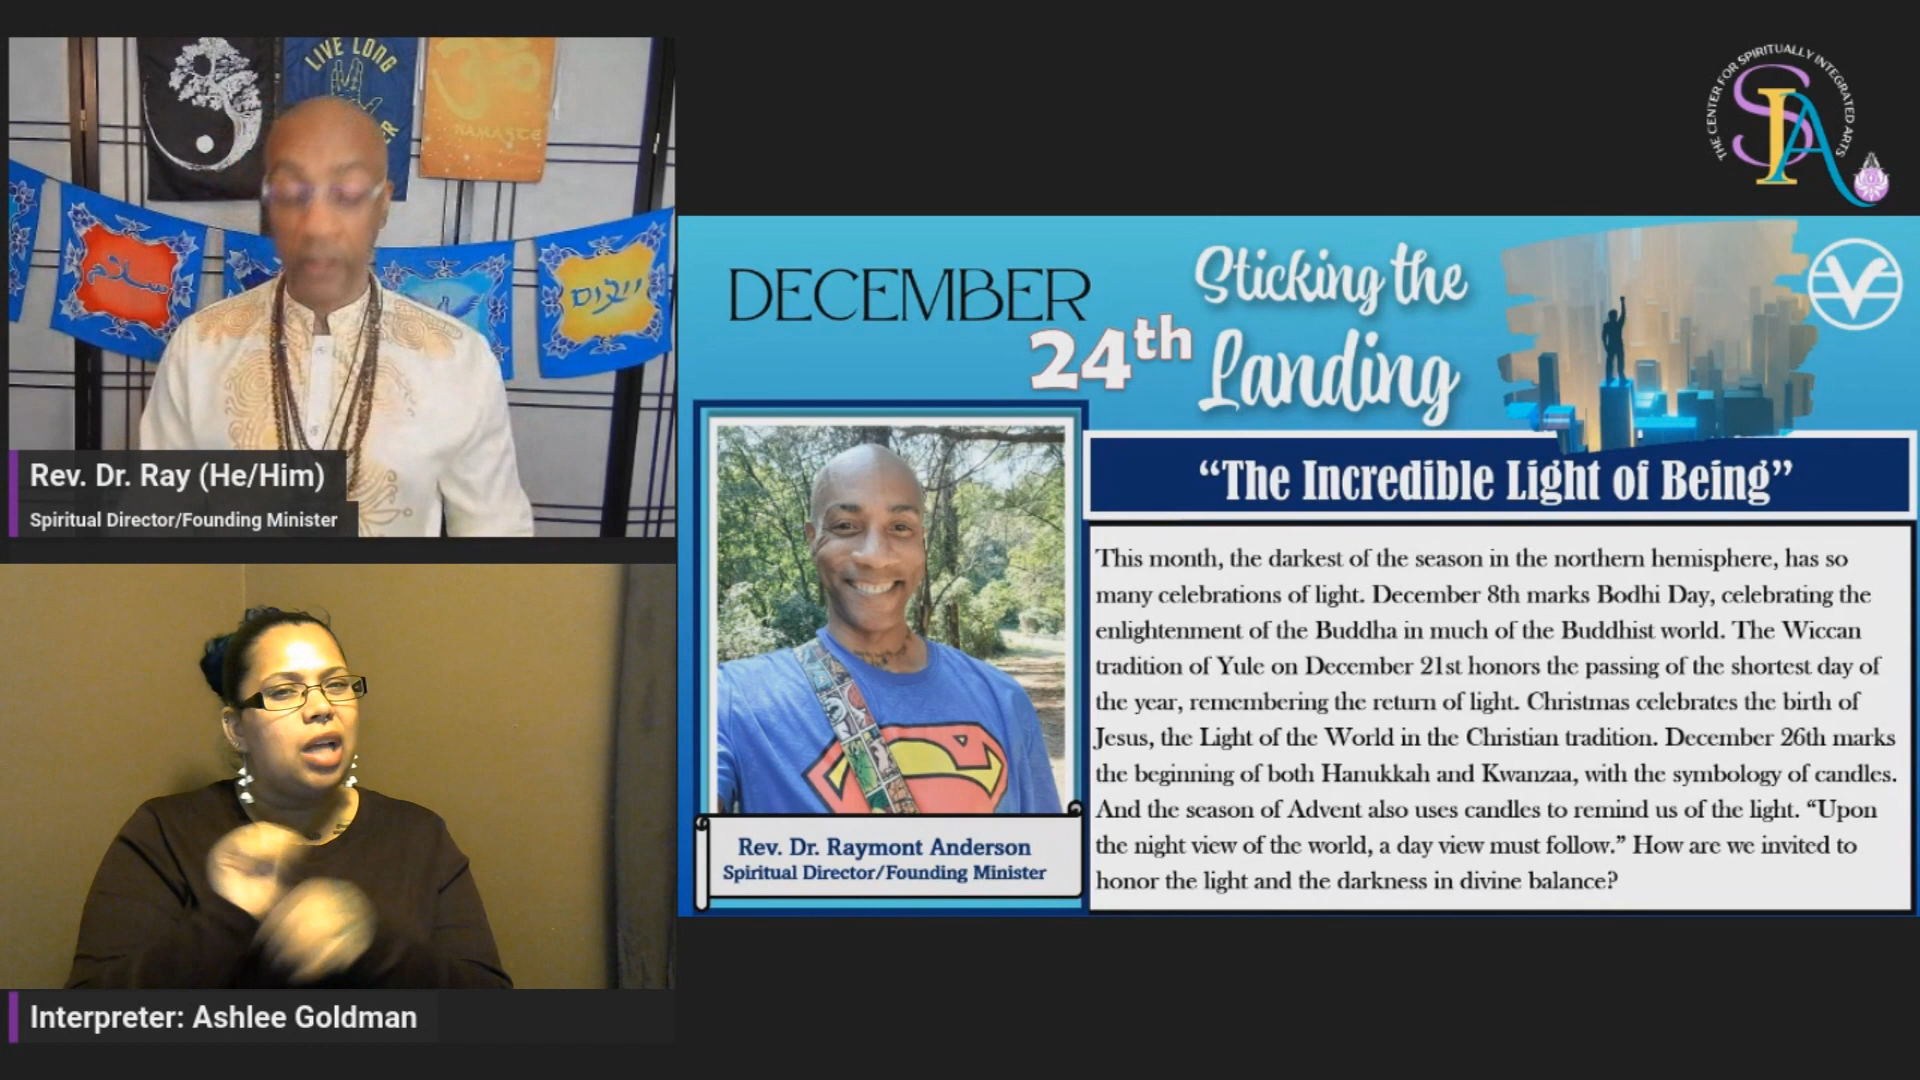 LIVE LONG
NAMASTE
سلام
Rev. Dr. Ray (He/Him)
Spiritual Director/Founding Minister
Interpreter: Ashlee Goldman
THE CENTER FOR SPIRITUALLY INTEGRATED ARTS
SIA
DECEMBER
24th
Sticking the
Landing
“The Incredible Light of Being”
This month, the darkest of the season in the northern hemisphere, has so
many celebrations of light. December 8th marks Bodhi Day, celebrating the
enlightenment of the Buddha in much of the Buddhist world. The Wiccan
tradition of Yule on December 21st honors the passing of the shortest day of
the year, remembering the return of light. Christmas celebrates the birth of
Jesus, the Light of the World in the Christian tradition. December 26th marks
the beginning of both Hanukkah and Kwanzaa, with the symbology of candles.
And the season of Advent also uses candles to remind us of the light. “Upon
the night view of the world, a day view must follow.” How are we invited to
honor the light and the darkness in divine balance?
Rev. Dr. Raymont Anderson
Spiritual Director/Founding Minister